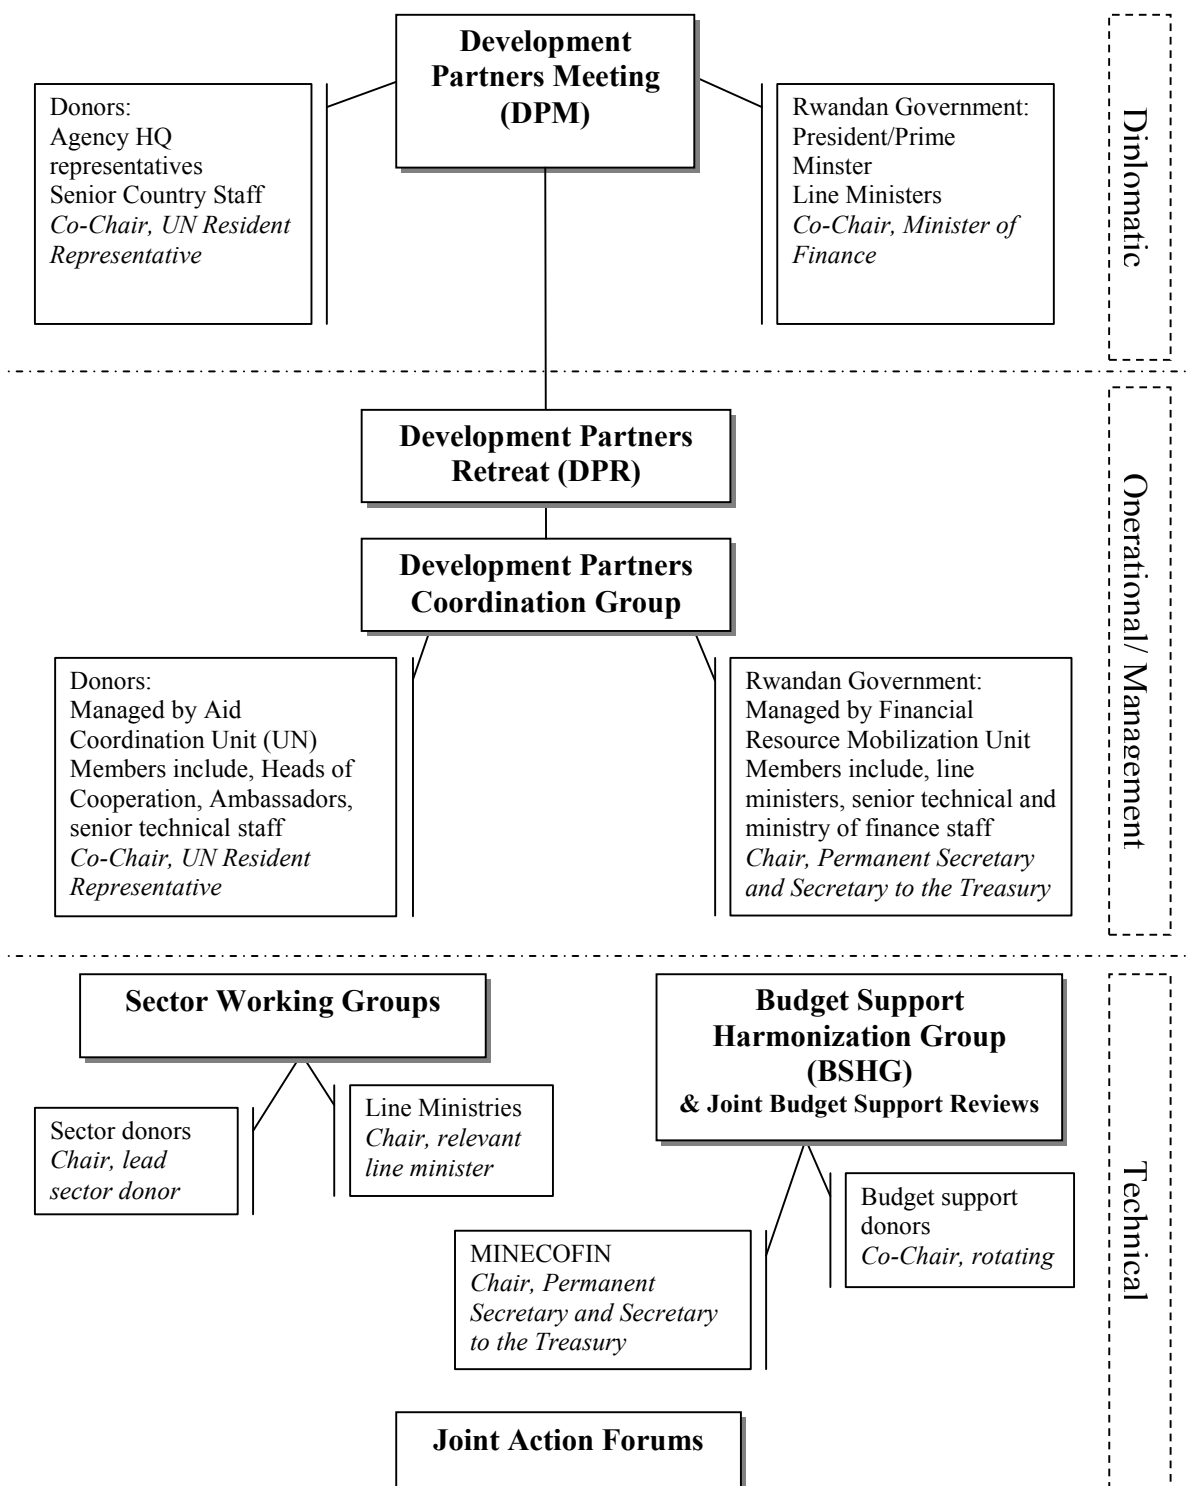 Development
Partners Meeting
(DPM)
Donors:
Agency HQ
representatives
Senior Country Staff
Co-Chair, UN Resident
Representative
Rwandan Government:
President/Prime
Minster
Line Ministers
Co-Chair, Minister of
Finance
Diplomatic
Development Partners
Retreat (DPR)
Development Partners
Coordination Group
Donors:
Managed by Aid
Coordination Unit (UN)
Members include, Heads of
Cooperation, Ambassadors,
senior technical staff
Co-Chair, UN Resident
Representative
Rwandan Government:
Managed by Financial
Resource Mobilization Unit
Members include, line
ministers, senior technical and
ministry of finance staff
Chair, Permanent Secretary
and Secretary to the Treasury
Operational/ Management
Sector Working Groups
Sector donors
Chair, lead
sector donor
Line Ministries
Chair, relevant
line minister
Budget Support
Harmonization Group
(BSHG)
& Joint Budget Support Reviews
MINECOFIN
Chair, Permanent
Secretary and Secretary
to the Treasury
Budget support
donors
Co-Chair, rotating
Technical
Joint Action Forums